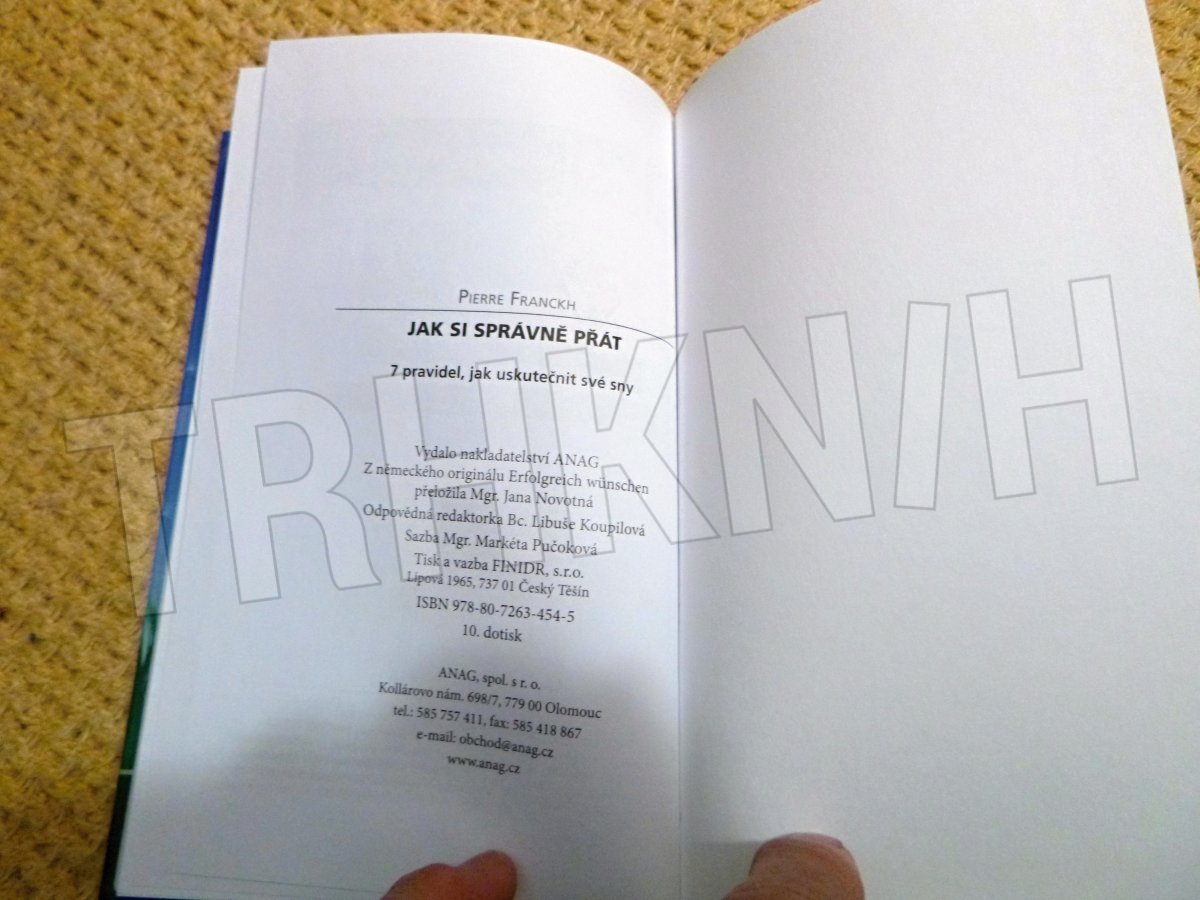 PIERRE FRANCKH
JAK SI SPRÁVNĚ PŘÁT
7 pravidel, jak uskutečnit své sny
Vydalo nakladatelství ANAG
Z německého originálu Erfolgreich wünschen
přeložila Mgr. Jana Novotná
Odpovědná redaktorka Bc. Libuše Koupilová
Sazba Mgr. Markéta Pučoková
Tisk a vazba FINIDR, s.r.o.
Lípová 1965, 737 01 Český Těšín
ISBN 978-80-7263-454-5
10. dotisk
ANAG, spol. s r. o.
Kollárovo nám. 698/7, 779 00 Olomouc
tel.: 585 757 411, fax: 585 418 867
e-mail: obchod@anag.cz
www.anag.cz
TRHKNIH